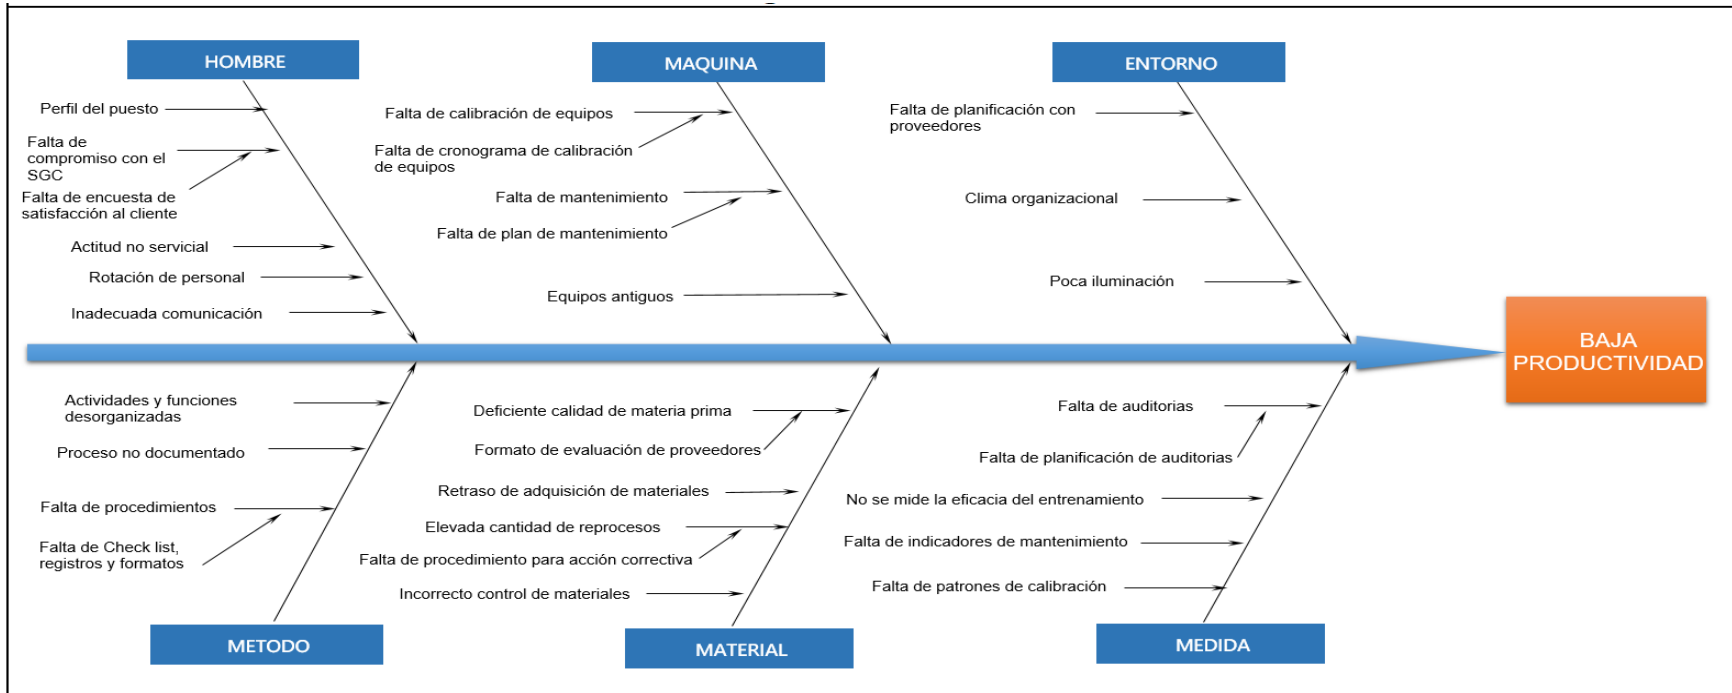 HOMBRE
MAQUINA
ENTORNO
Perfil del puesto
Falta de
compromiso con el
SGC
Falta de encuesta de
satisfacción al cliente
Actitud no servicial
Rotación de personal
Inadecuada comunicación
Falta de calibración de equipos
Falta de cronograma de calibración
de equipos
Falta de mantenimiento
Falta de plan de mantenimiento
Equipos antiguos
Falta de planificación con
proveedores
Clima organizacional
Poca iluminación
BAJA
PRODUCTIVIDAD
Actividades y funciones
desorganizadas
Proceso no documentado
Falta de procedimientos
Falta de Check list,
registros y formatos
Deficiente calidad de materia prima
Formato de evaluación de proveedores
Retraso de adquisición de materiales
Elevada cantidad de reprocesos
Falta de procedimiento para acción correctiva
Incorrecto control de materiales
Falta de auditorias
Falta de planificación de auditorias
No se mide la eficacia del entrenamiento
Falta de indicadores de mantenimiento
Falta de patrones de calibración
METODO
MATERIAL
MEDIDA